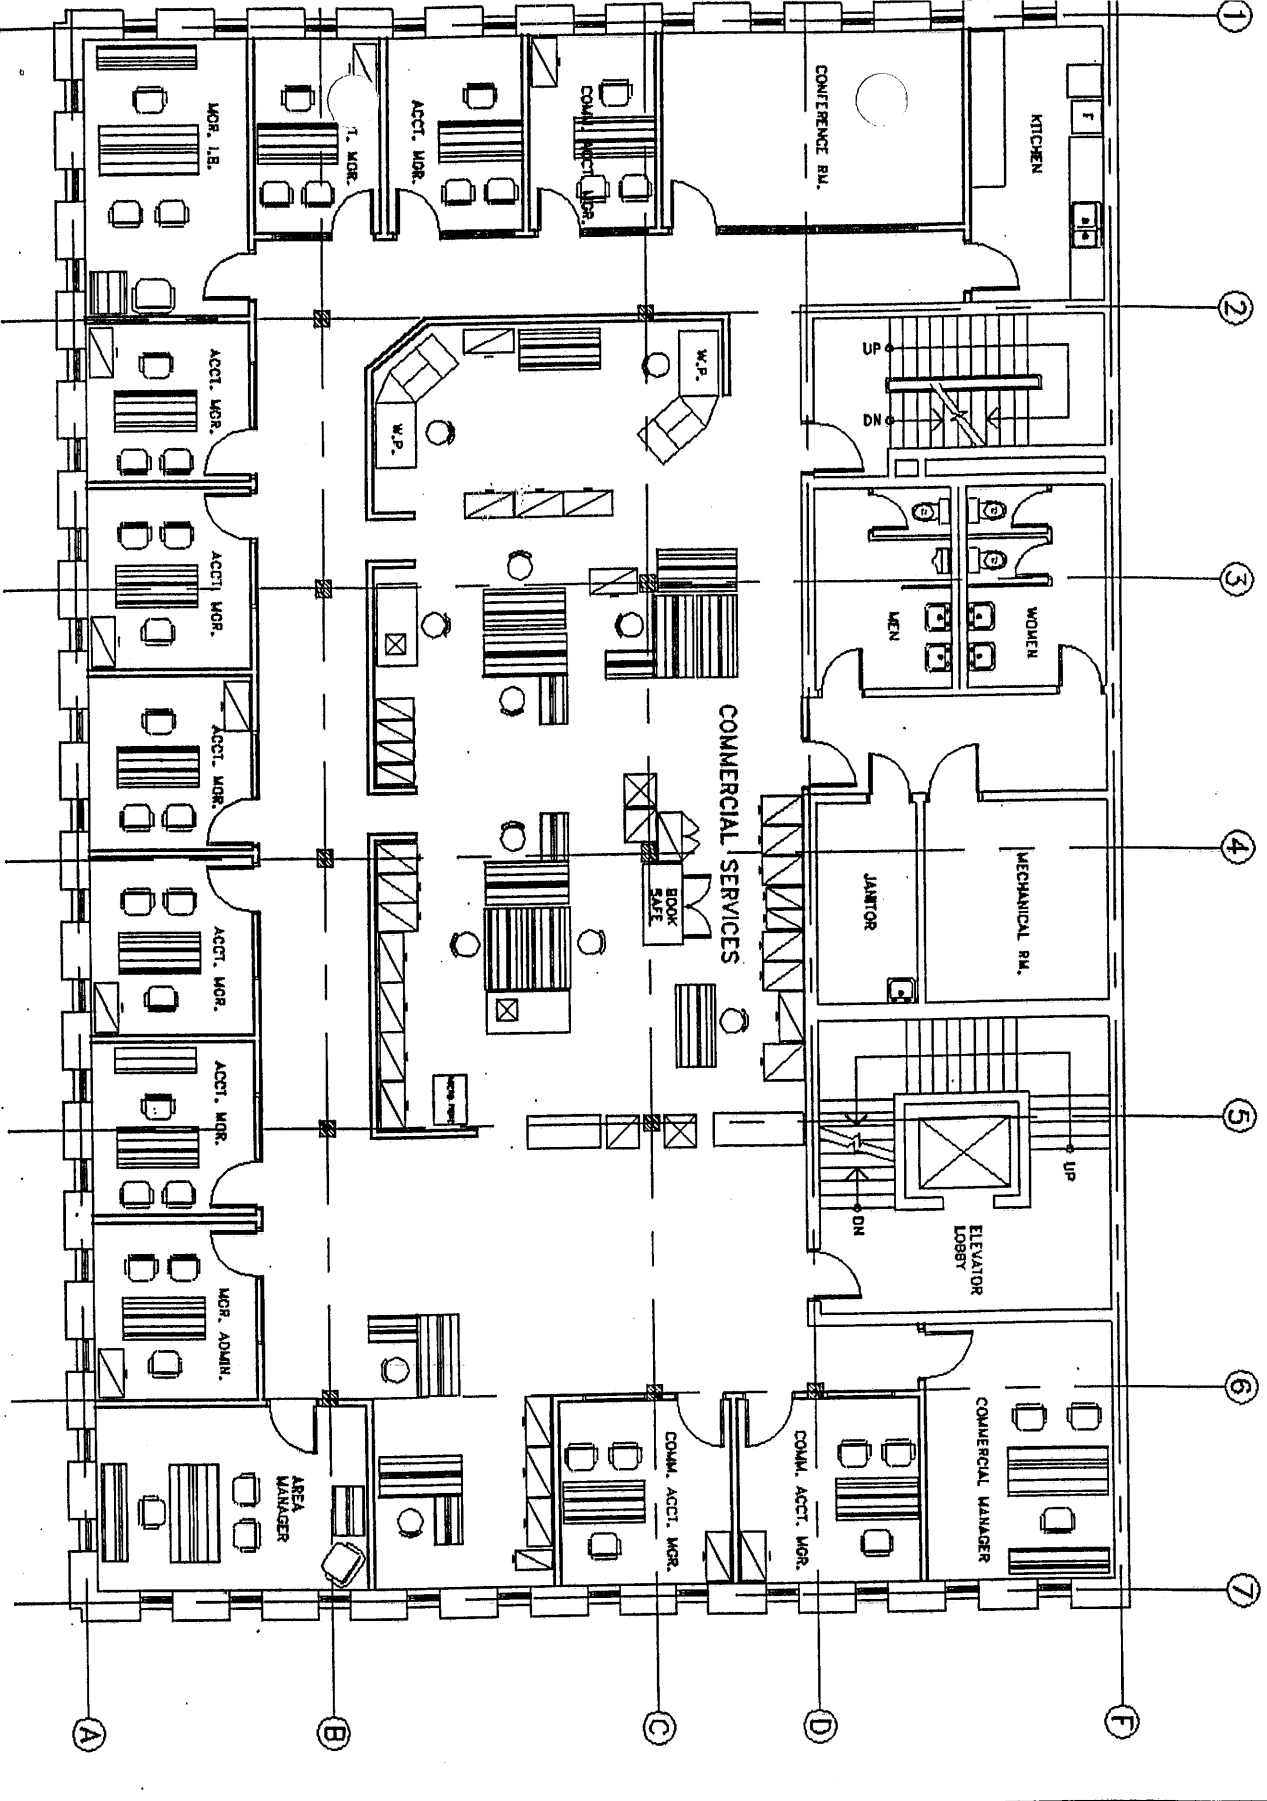 1
2
3
4
5
6
7
A
B
C
D
F
MGR. I.B.
T. MGR.
ACCT. MGR.
COMM. ACCT. MGR.
CONFERENCE RM.
KITCHEN
F
UP
DN
W.P.
W.P.
ACCT. MGR.
ACCT. MGR.
ACCT. MGR.
ACCT. MGR.
ACCT. MGR.
MGR. ADMIN.
MEN
WOMEN
COMMERCIAL SERVICES
BOOK
SAFE
JANITOR
MECHANICAL RM.
UP
DN
ELEVATOR
LOBBY
AREA
MANAGER
COMM. ACCT. MGR.
COMM. ACCT. MGR.
COMMERCIAL MANAGER